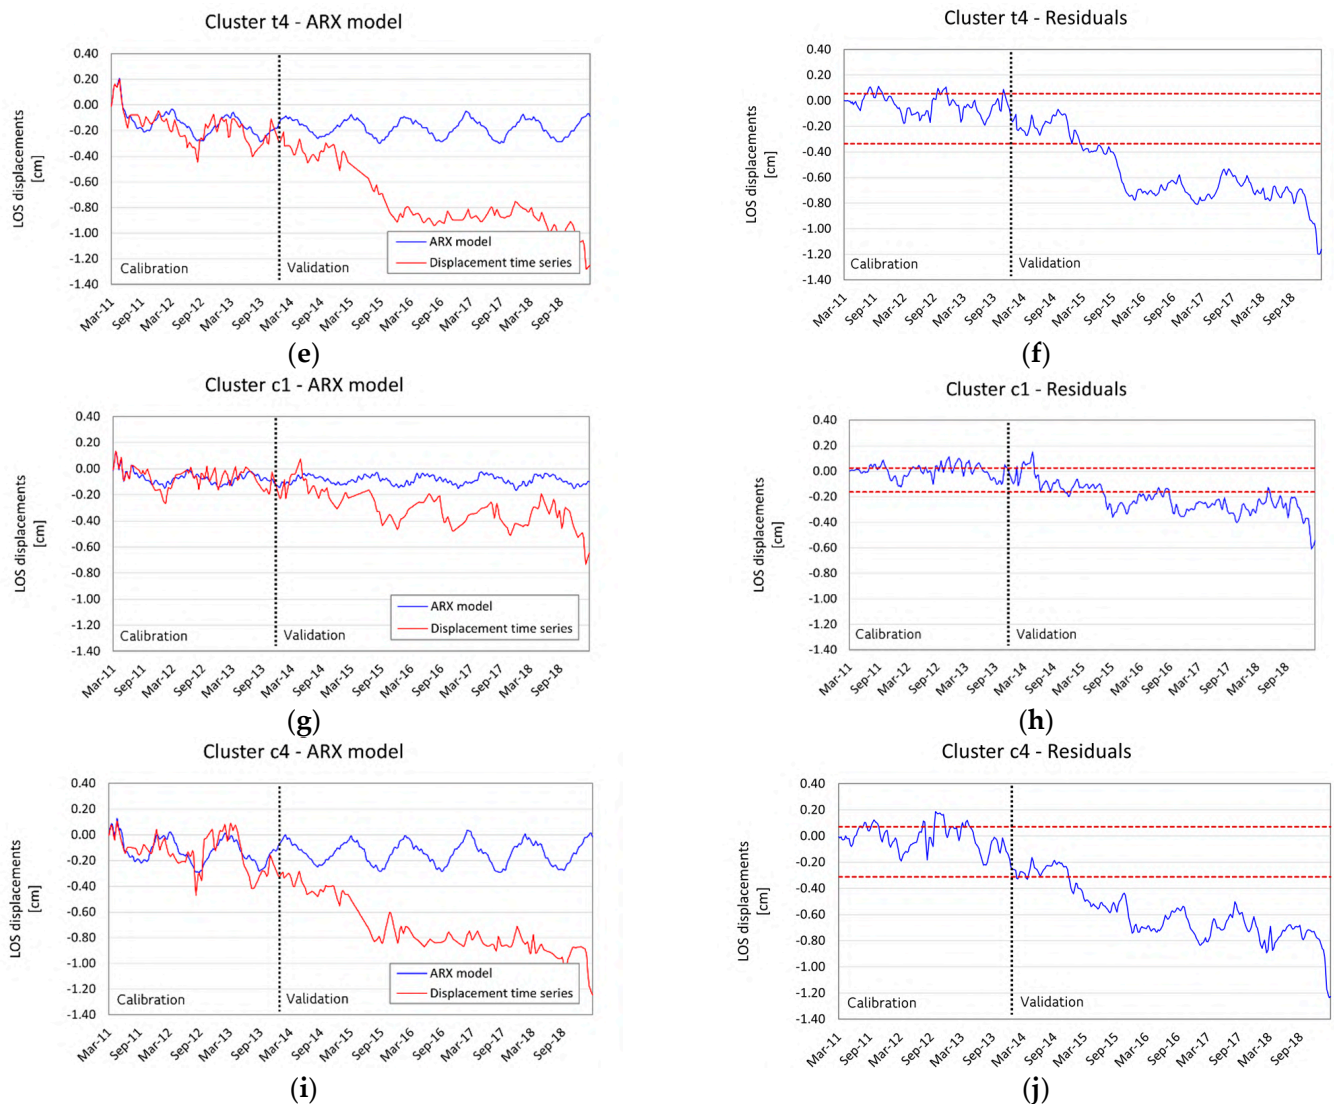 Cluster t4 - ARX model
0.40
0.20
0.00
-0.20
-0.40
-0.60
-0.80
-1.00
-1.20
-1.40
LOS displacements
[cm]
Calibration
Validation
ARX model
Displacement time series
Mar-11
Sep-11
Mar-12
Sep-12
Mar-13
Sep-13
Mar-14
Sep-14
Mar-15
Sep-15
Mar-16
Sep-16
Mar-17
Sep-17
Mar-18
Sep-18
(e)
Cluster t4 - Residuals
0.40
0.20
0.00
-0.20
-0.40
-0.60
-0.80
-1.00
-1.20
-1.40
LOS displacements
[cm]
Calibration
Validation
Mar-11
Sep-11
Mar-12
Sep-12
Mar-13
Sep-13
Mar-14
Sep-14
Mar-15
Sep-15
Mar-16
Sep-16
Mar-17
Sep-17
Mar-18
Sep-18
(f)
Cluster c1 - ARX model
0.40
0.20
0.00
-0.20
-0.40
-0.60
-0.80
-1.00
-1.20
-1.40
LOS displacements
[cm]
Calibration
Validation
ARX model
Displacement time series
Mar-11
Sep-11
Mar-12
Sep-12
Mar-13
Sep-13
Mar-14
Sep-14
Mar-15
Sep-15
Mar-16
Sep-16
Mar-17
Sep-17
Mar-18
Sep-18
(g)
Cluster c1 - Residuals
0.40
0.20
0.00
-0.20
-0.40
-0.60
-0.80
-1.00
-1.20
-1.40
LOS displacements
[cm]
Calibration
Validation
Mar-11
Sep-11
Mar-12
Sep-12
Mar-13
Sep-13
Mar-14
Sep-14
Mar-15
Sep-15
Mar-16
Sep-16
Mar-17
Sep-17
Mar-18
Sep-18
(h)
Cluster c4 - ARX model
0.40
0.20
0.00
-0.20
-0.40
-0.60
-0.80
-1.00
-1.20
-1.40
LOS displacements
[cm]
Calibration
Validation
ARX model
Displacement time series
Mar-11
Sep-11
Mar-12
Sep-12
Mar-13
Sep-13
Mar-14
Sep-14
Mar-15
Sep-15
Mar-16
Sep-16
Mar-17
Sep-17
Mar-18
Sep-18
(i)
Cluster c4 - Residuals
0.40
0.20
0.00
-0.20
-0.40
-0.60
-0.80
-1.00
-1.20
-1.40
LOS displacements
[cm]
Calibration
Validation
Mar-11
Sep-11
Mar-12
Sep-12
Mar-13
Sep-13
Mar-14
Sep-14
Mar-15
Sep-15
Mar-16
Sep-16
Mar-17
Sep-17
Mar-18
Sep-18
(j)